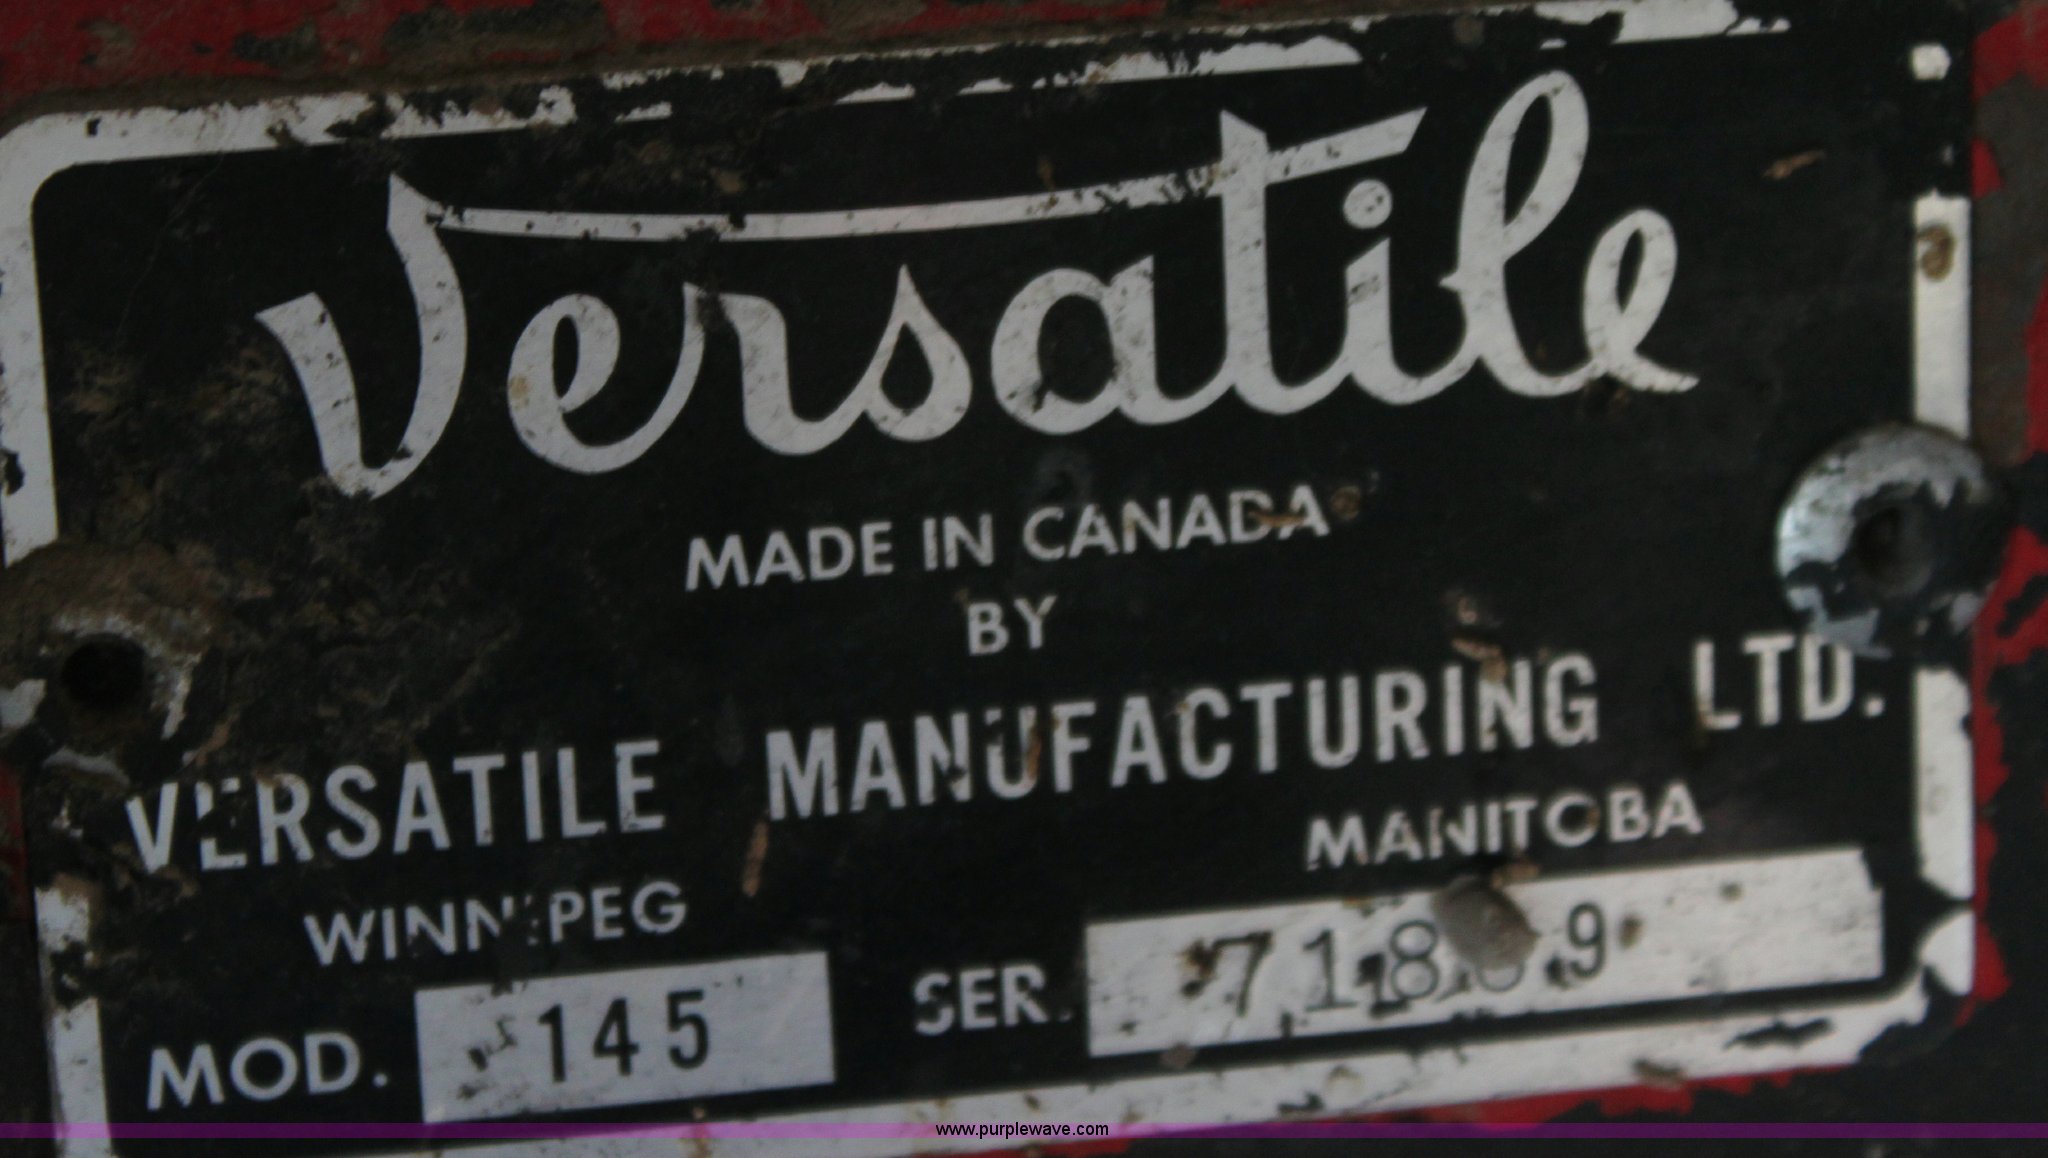 Versatile
MADE IN CANADA
BY
VERSATILE MANUFACTURING LTD.
WINNIPEG MANITOBA
MOD. 145 SER.
www.purplewave.com